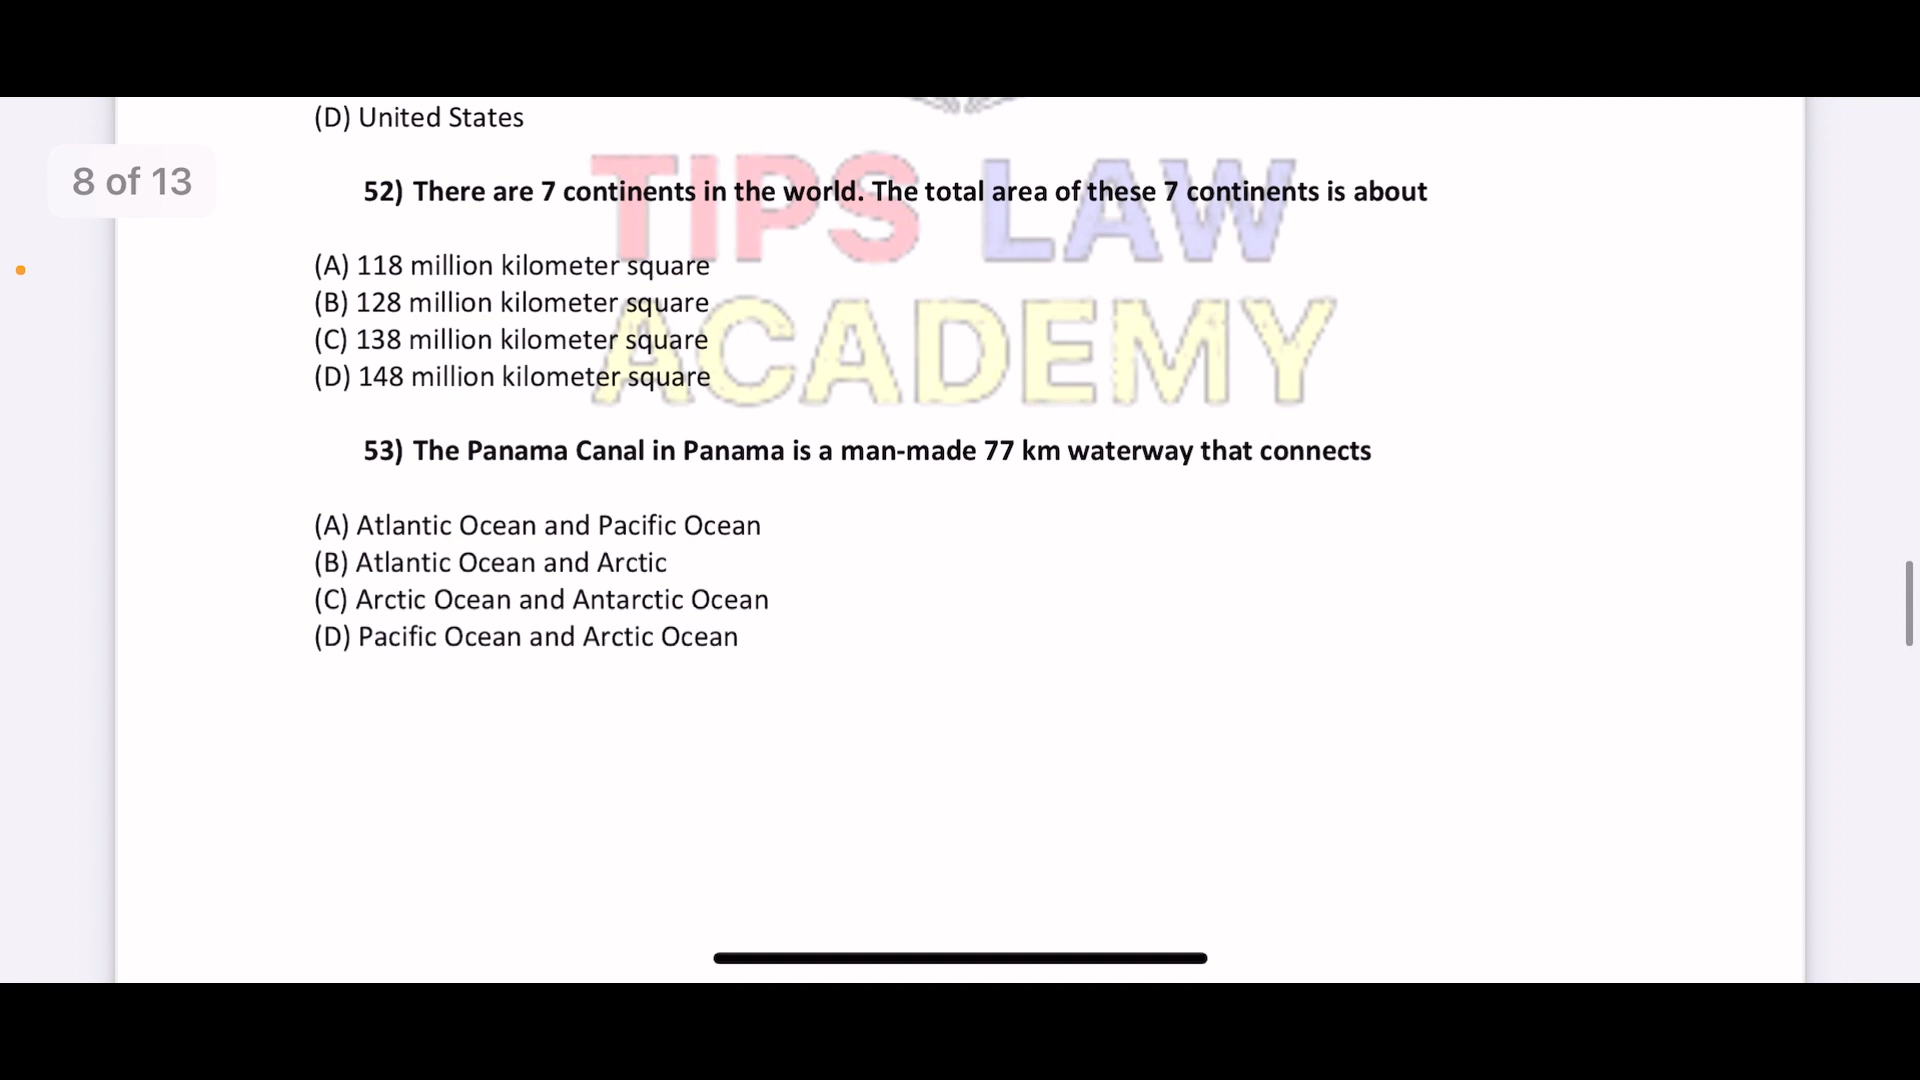 (D) United States
8 of 13
TIPS LAW
ACADEMY
52) There are 7 continents in the world. The total area of these 7 continents is about
(A) 118 million kilometer square
(B) 128 million kilometer square
(C) 138 million kilometer square
(D) 148 million kilometer square
53) The Panama Canal in Panama is a man-made 77 km waterway that connects
(A) Atlantic Ocean and Pacific Ocean
(B) Atlantic Ocean and Arctic
(C) Arctic Ocean and Antarctic Ocean
(D) Pacific Ocean and Arctic Ocean